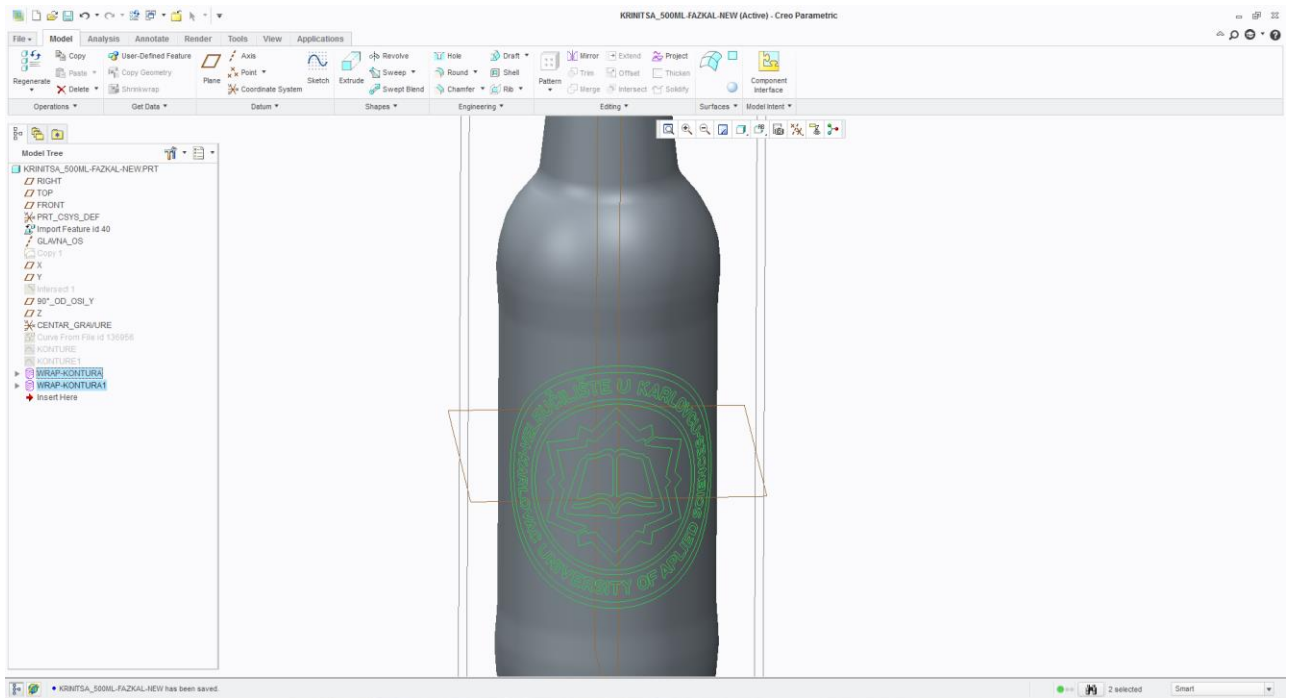 KRINITSA_500ML-FAZKAL-NEW (Active) - Creo Parametric
File Model Analysis Annotate Render Tools View Applications
Regenerate
Copy
Paste
Delete
User-Defined Feature
Copy Geometry
Shrinkwrap
Plane
Axis
Point
Coordinate System
Sketch
Extrude
Revolve
Sweep
Swept Blend
Hole
Round
Chamfer
Draft
Shell
Rib
Pattern
Mirror
Trim
Merge
Extend
Offset
Intersect
Project
Thicken
Solidify
Component Interface
Operations Get Data Datum Shapes Engineering Editing Surfaces Model Intent
Model Tree
KRINITSA_500ML-FAZKAL-NEW.PRT
RIGHT
TOP
FRONT
PRT_CSYS_DEF
Import Feature id 40
GLAVNA_OS
Copy 1
X
Y
Intersect 1
90°_OD_OSI_Y
Z
CENTAR_GRAVURE
Curve From File id 136956
KONTURE
KONTURE1
WRAP-KONTURA
WRAP-KONTURA1
Insert Here
U KARLOVCU
UNIVERSITY OF APLIED SCIENCES
KRINITSA_500ML-FAZKAL-NEW has been saved.
2 selected
Smart